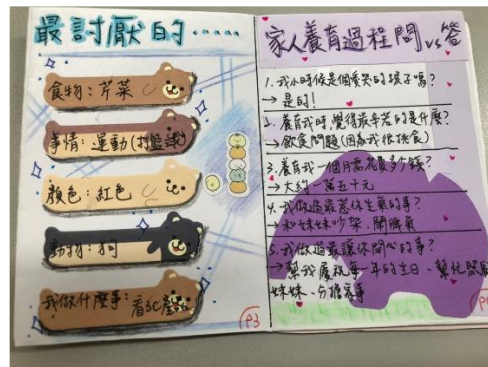 最討厭的.....
食物：芹菜
事情：運動(打籃球)
顏色：紅色
動物：狗
我做什麼事：看3C產品
P3
家人養育過程問vs答
1.我小時候是個愛哭的孩子嗎？
→是的！
2.養育我時，覺得最辛苦的是什麼？
→飲食問題(因為我很挑食)
3.養育我一個月需花費多少錢？
→大約一萬五千元
4.我做過最惹你生氣的事？
→和妹妹吵架、鬧脾氣
5.我做過最讓你開心的事？
→幫我慶祝每一年的生日、幫忙照顧
妹妹、分擔家事